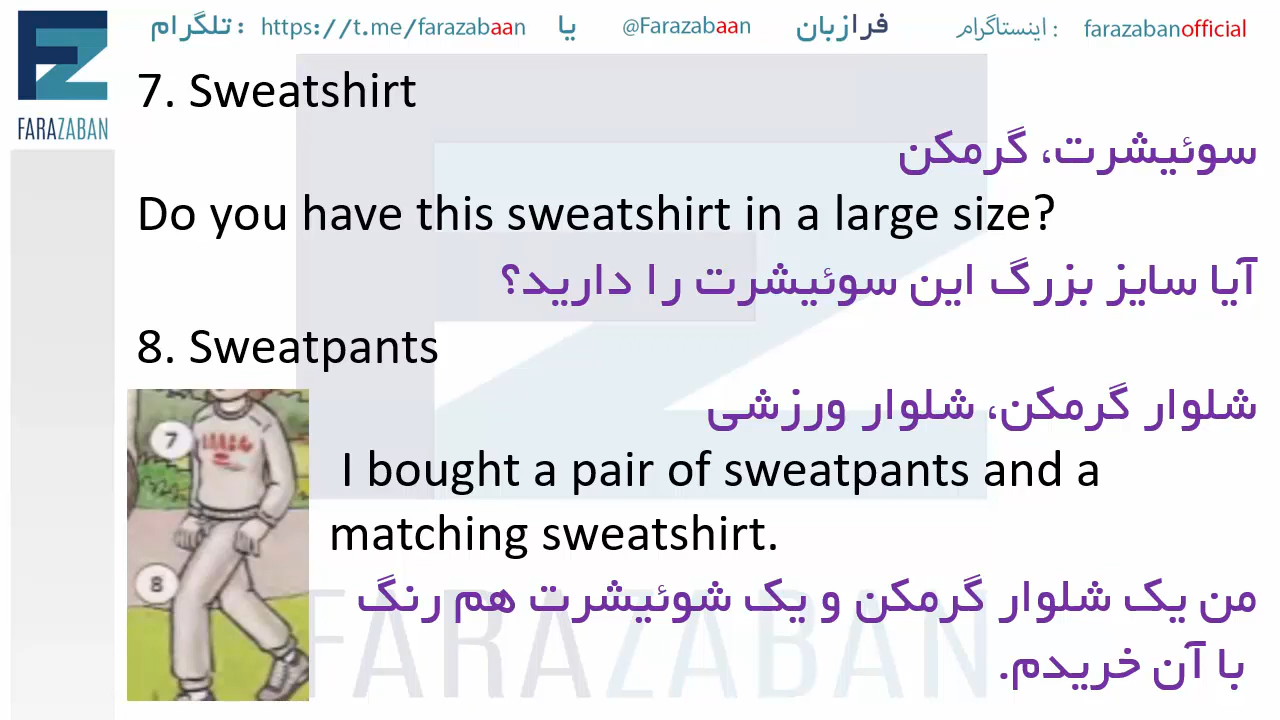 تلگرام : https://t.me/farazabaan یا @Farazabaan فرازبان اینستاگرام : farazabanofficial
FARAZABAN
7. Sweatshirt
سوئیشرت، گرمکن
Do you have this sweatshirt in a large size?
آیا سایز بزرگ این سوئیشرت را دارید؟
8. Sweatpants
شلوار گرمکن، شلوار ورزشی
7
I bought a pair of sweatpants and a
matching sweatshirt.
8
من یک شلوار گرمکن و یک شوئیشرت هم رنگ
با آن خریدم.
FARAZABAN